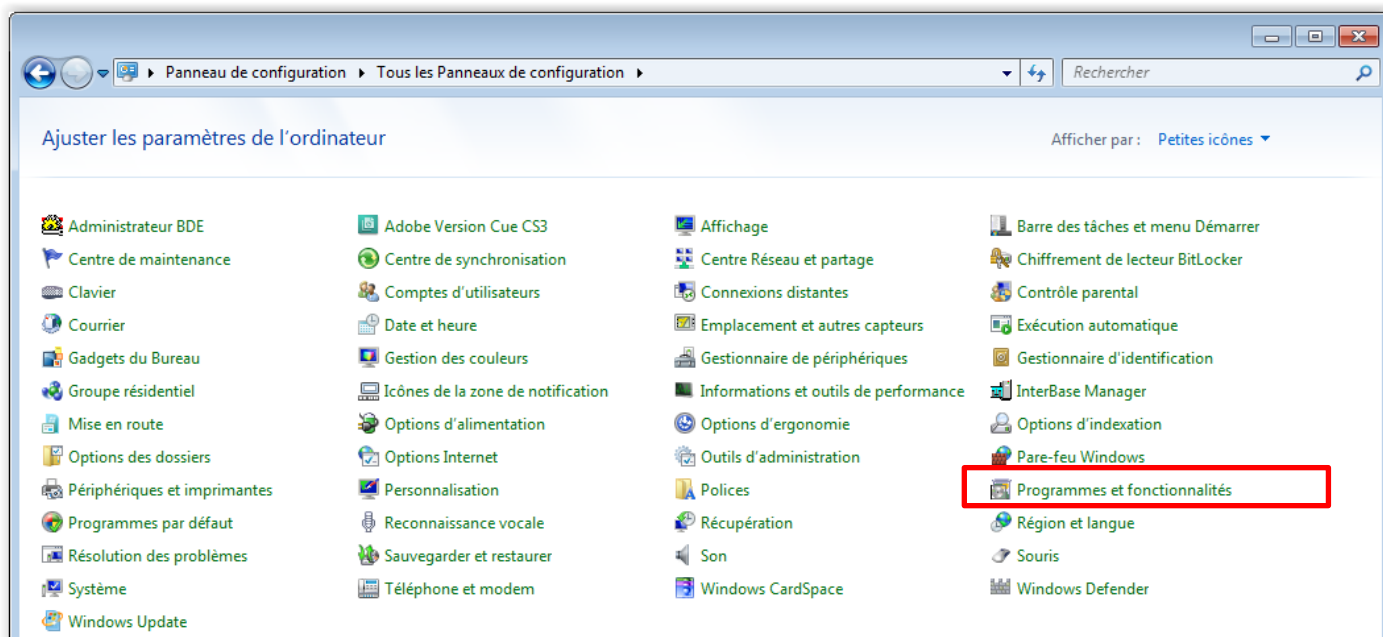 Panneau de configuration Tous les Panneaux de configuration Rechercher
Ajuster les paramètres de l'ordinateur Afficher par : Petites icônes
Administrateur BDE Adobe Version Cue CS3 Affichage Barre des tâches et menu Démarrer
Centre de maintenance Centre de synchronisation Centre Réseau et partage Chiffrement de lecteur BitLocker
Clavier Comptes d'utilisateurs Connexions distantes Contrôle parental
Courrier Date et heure Emplacement et autres capteurs Exécution automatique
Gadgets du Bureau Gestion des couleurs Gestionnaire de périphériques Gestionnaire d'identification
Groupe résidentiel Icônes de la zone de notification Informations et outils de performance InterBase Manager
Mise en route Options d'alimentation Options d'ergonomie Options d'indexation
Options des dossiers Options Internet Outils d'administration Pare-feu Windows
Périphériques et imprimantes Personnalisation Polices Programmes et fonctionnalités
Programmes par défaut Reconnaissance vocale Récupération Région et langue
Résolution des problèmes Sauvegarder et restaurer Son Souris
Système Téléphone et modem Windows CardSpace Windows Defender
Windows Update